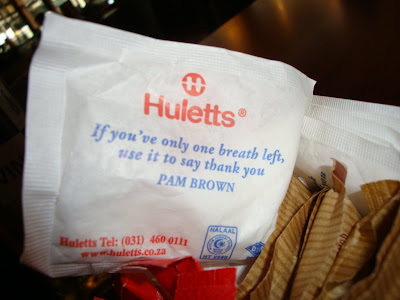 Huletts®
If you've only one breath left,
use it to say thank you
PAM BROWN
Huletts Tel: (031) 460 0111
www.huletts.co.za
HALAAL